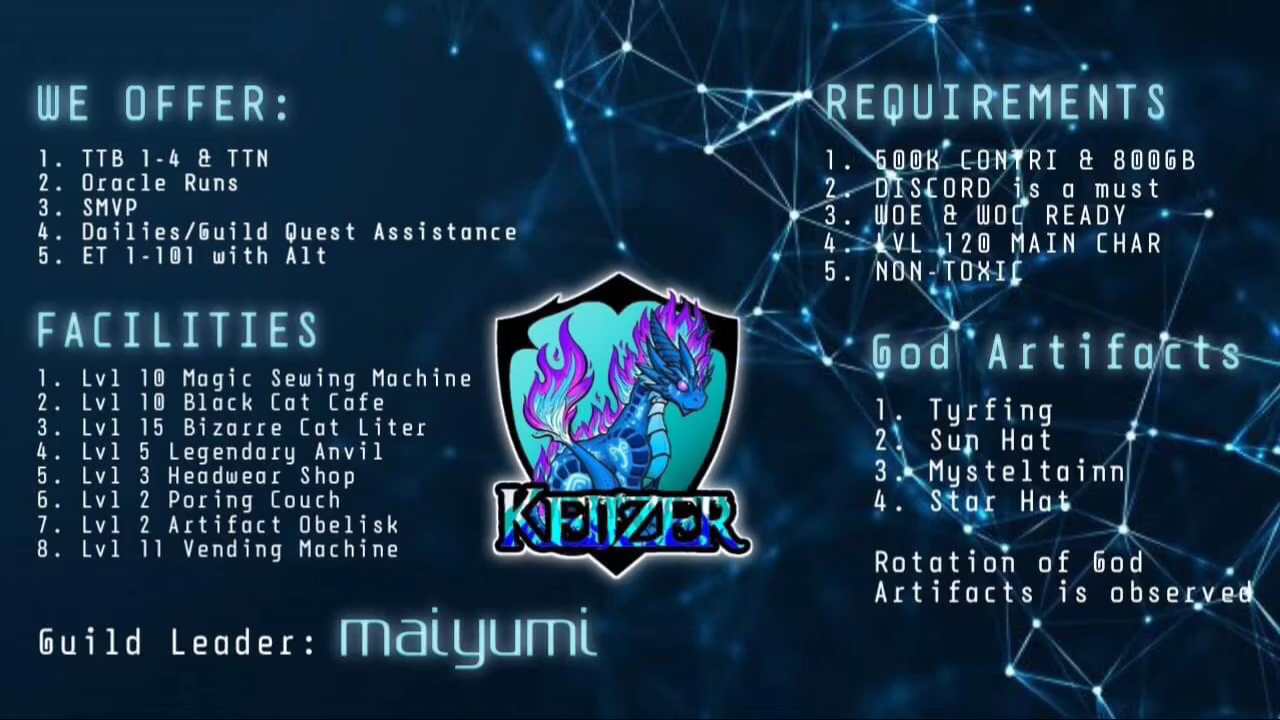 WE OFFER:
1. TTB 1-4 & TTN
2. Oracle Runs
3. SMVP
4. Dailies/Guild Quest Assistance
5. ET 1-101 with Alt
FACILITIES
1. Lvl 10 Magic Sewing Machine
2. Lvl 10 Black Cat Cafe
3. Lvl 15 Bizarre Cat Liter
4. Lvl 5 Legendary Anvil
5. Lvl 3 Headwear Shop
6. Lvl 2 Poring Couch
7. Lvl 2 Artifact Obelisk
8. Lvl 11 Vending Machine
Guild Leader: maiyumi
KEIJZER
REQUIREMENTS
1. 500K CONTRI & 800GB
2. DISCORD is a must
3. WOE & WOC READY
4. LVL 120 MAIN CHAR
5. NON-TOXIC
God Artifacts
1. Tyrfing
2. Sun Hat
3. Mysteltainn
4. Star Hat
Rotation of God
Artifacts is observed